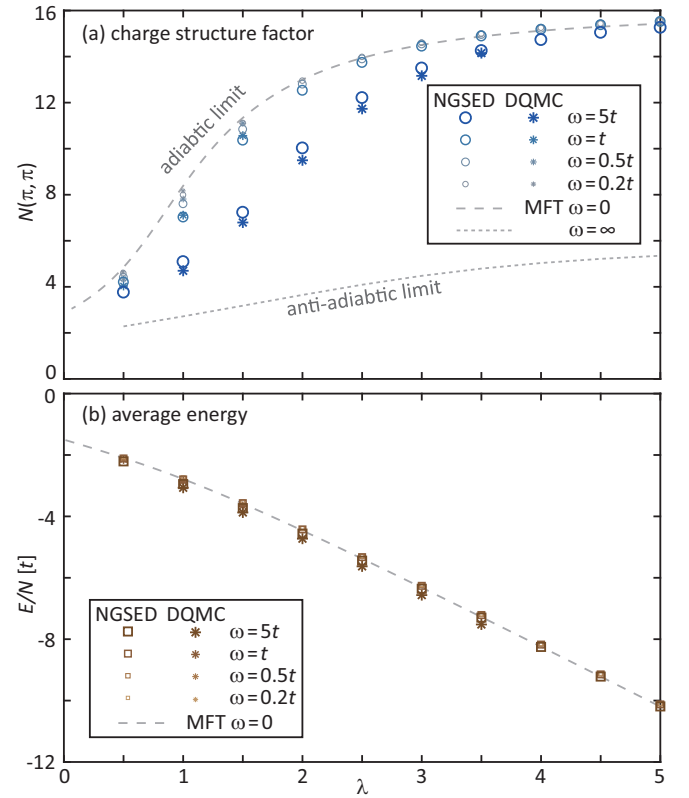 16
(a) charge structure factor
12
8
4
0
N(π, π)
adiabtic limit
anti-adiabtic limit
NGSED DQMC
ω=5t
ω=t
ω=0.5t
ω=0.2t
MFT ω=0
ω=∞
0
(b) average energy
-4
-8
-12
E/N [t]
NGSED DQMC
ω=5t
ω=t
ω=0.5t
ω=0.2t
MFT ω=0
0 1 2 3 4 5
λ